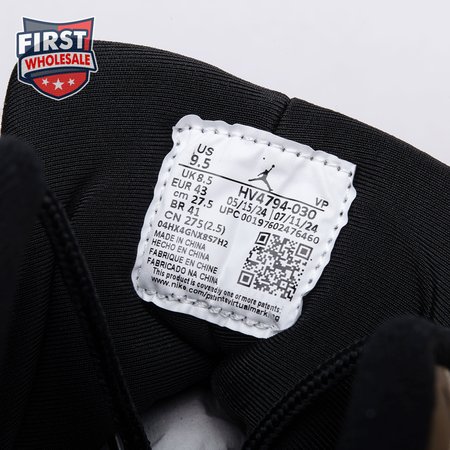 FIRST
WHOLESALE
US
9.5
UK 8.5
EUR 43
cm 27.5
BR 41
CN 275(2.5)
04HX4GNX8S7H2
HV4794-030
VP
05/15/24 07/11/24
UPC 00197602476460
MADE IN CHINA
HECHO EN CHINA
FABRIQUE EN CHINE
FABRICADO NA CHINA
This product is covered by one or more patents:
www.nike.com/patentsvirtualmarking